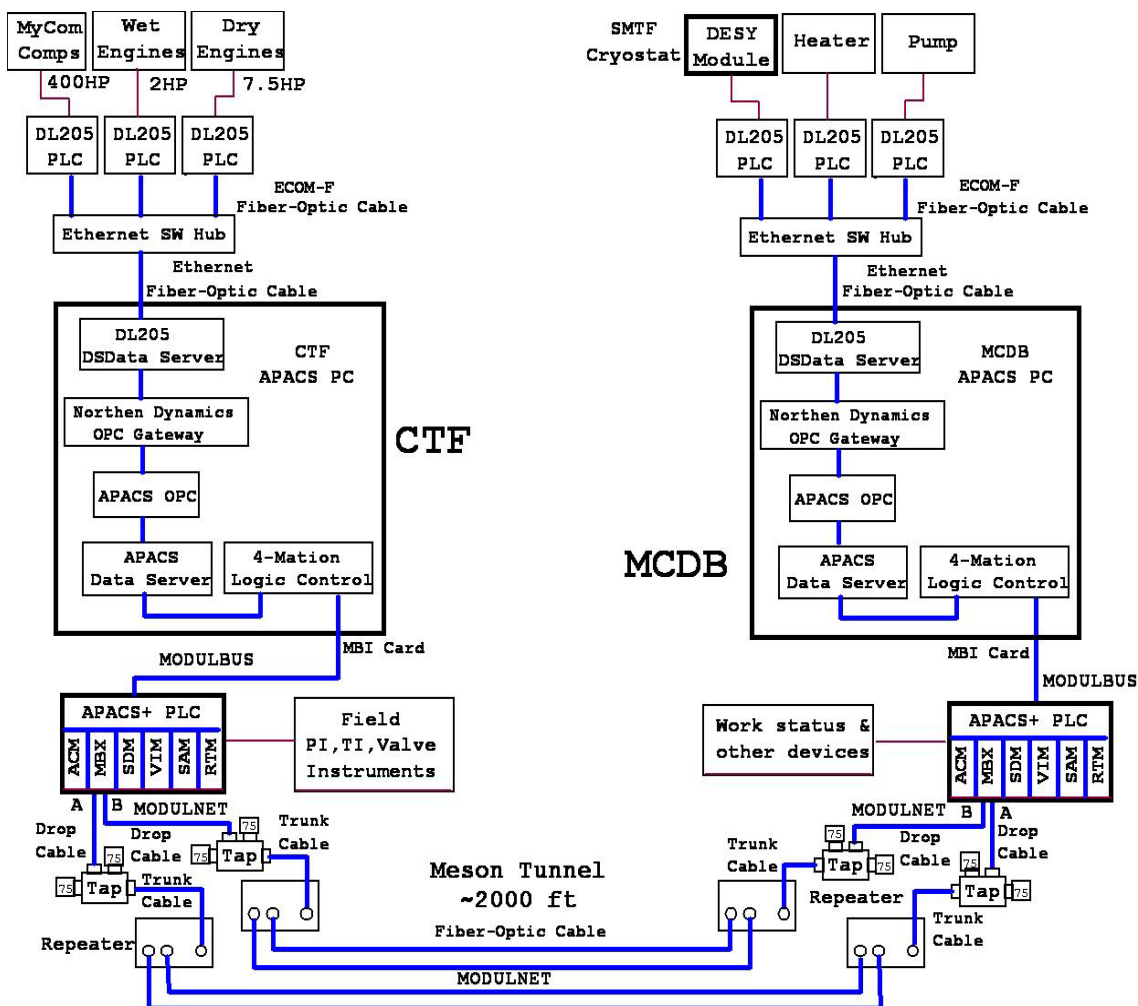 MyCom
Comps
Wet
Engines
Dry
Engines
400HP
2HP
7.5HP
DL205
PLC
DL205
PLC
DL205
PLC
ECOM-F
Fiber-Optic Cable
Ethernet SW Hub
Ethernet
Fiber-Optic Cable
DL205
DSData Server
CTF
APACS PC
Northen Dynamics
OPC Gateway
APACS OPC
APACS
Data Server
4-Mation
Logic Control
CTF
MBI Card
MODULBUS
APACS+ PLC
ACM
MBX
SDM
VIM
SAM
RTM
Field
PI,TI,Valve
Instruments
A
B
MODULNET
Drop
Cable
Drop
Cable
75
75
Tap
Trunk
Cable
75
75
Tap
Trunk
Cable
Repeater
SMTF
Cryostat
DESY
Module
Heater
Pump
DL205
PLC
DL205
PLC
DL205
PLC
ECOM-F
Fiber-Optic Cable
Ethernet SW Hub
Ethernet
Fiber-Optic Cable
DL205
DSData Server
MCDB
APACS PC
Northen Dynamics
OPC Gateway
APACS OPC
APACS
Data Server
4-Mation
Logic Control
MCDB
MBI Card
MODULBUS
Work status &
other devices
APACS+ PLC
ACM
MBX
SDM
VIM
SAM
RTM
MODULNET
B
A
Drop
Cable
Drop
Cable
Trunk
Cable
75
75
Tap
75
75
Tap
Repeater
Trunk
Cable
Meson Tunnel
~2000 ft
Fiber-Optic Cable
MODULNET